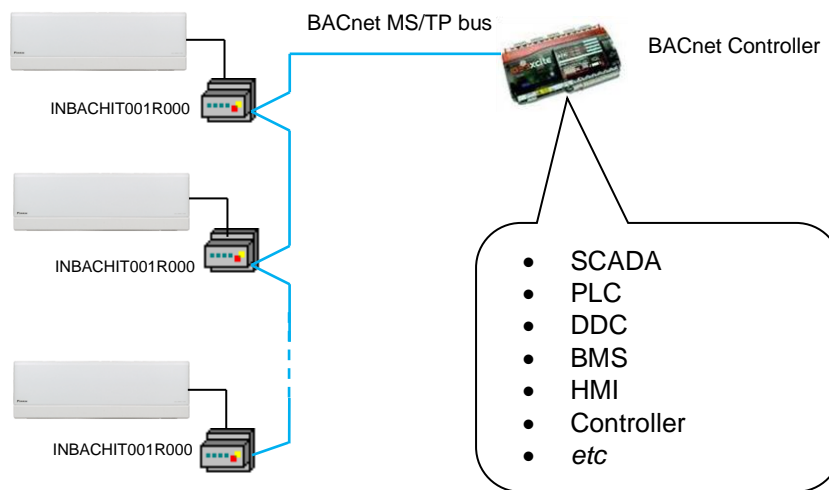 BACnet MS/TP bus
BACnet Controller
INBACHIT001R000
INBACHIT001R000
SCADA
PLC
DDC
BMS
HMI
Controller
etc
INBACHIT001R000